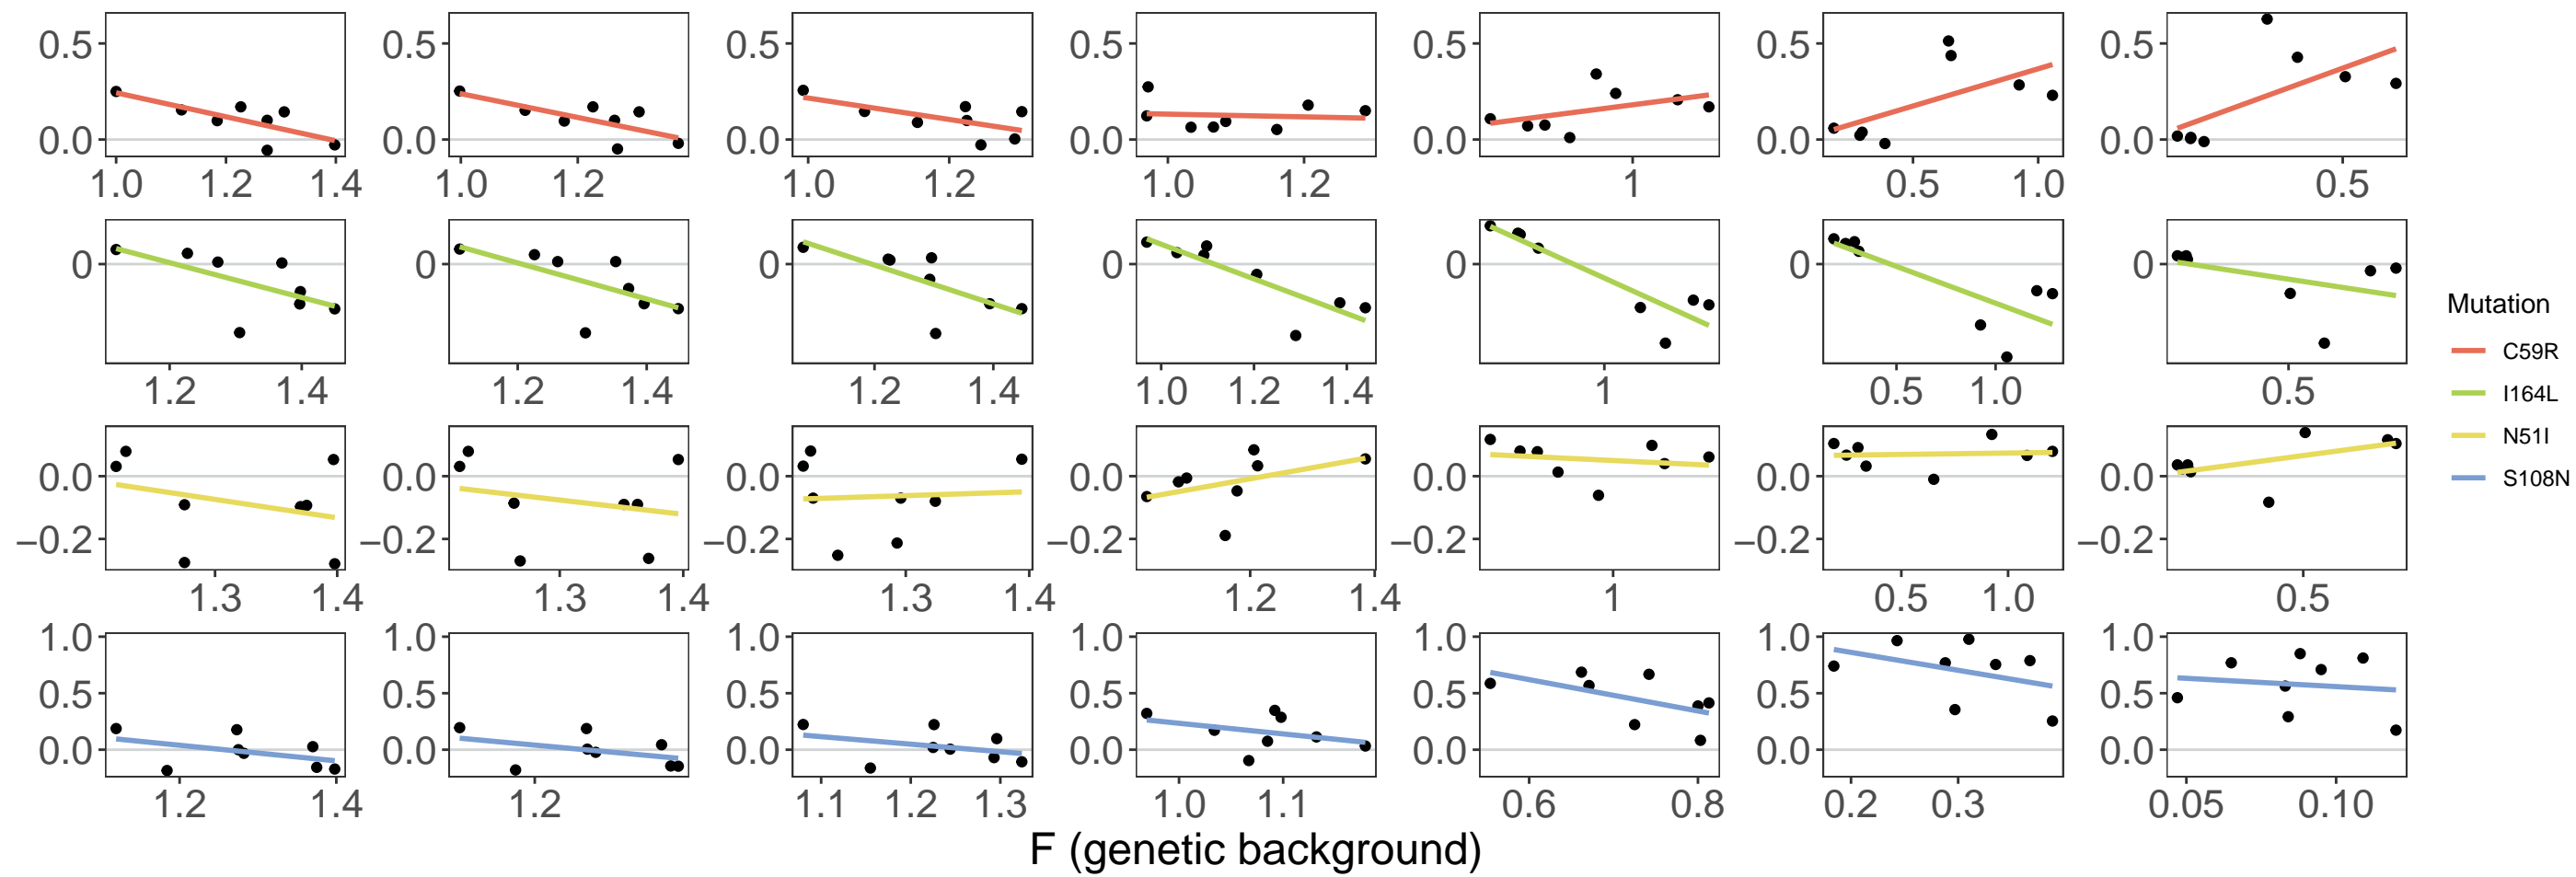 0.5 0.5 0.5 0.5 0.5 0.5 0.5
0.0 0.0 0.0 0.0 0.0 0.0 0.0
1.0 1.2 1.4 1.0 1.2 1.0 1.2 1.0 1.2 1 0.5 1.0 0.5
0 0 0 0 0 0 0
1.2 1.4 1.2 1.4 1.2 1.4 1.0 1.2 1.4 1 0.5 1.0 0.5
0.0 0.0 0.0 0.0 0.0 0.0 0.0
−0.2 −0.2 −0.2 −0.2 −0.2 −0.2 −0.2
1.3 1.4 1.3 1.4 1.3 1.4 1.2 1.4 1 0.5 1.0 0.5
1.0 1.0 1.0 1.0 1.0 1.0 1.0
0.5 0.5 0.5 0.5 0.5 0.5 0.5
0.0 0.0 0.0 0.0 0.0 0.0 0.0
1.2 1.4 1.2 1.1 1.2 1.3 1.0 1.1 0.6 0.8 0.2 0.3 0.05 0.10
F (genetic background)
Mutation
C59R
I164L
N51I
S108N